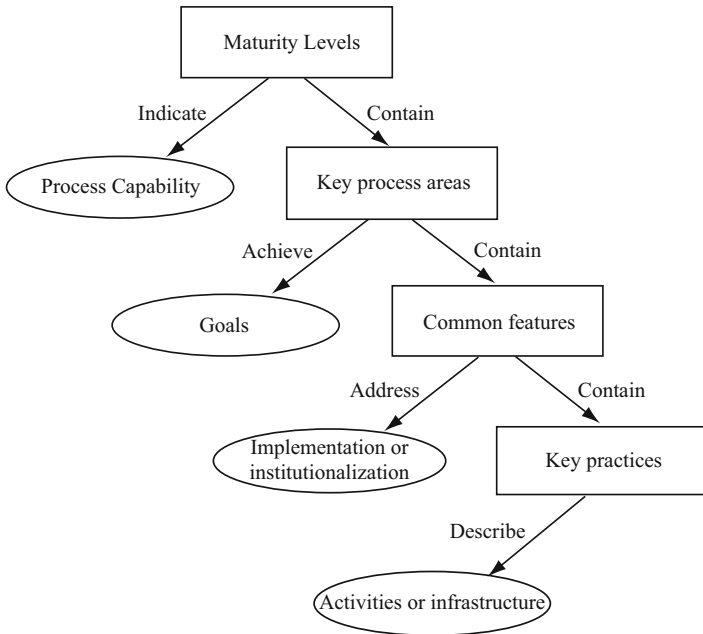 Maturity Levels
Indicate
Contain
Process Capability
Key process areas
Achieve
Contain
Goals
Common features
Address
Contain
Implementation or
institutionalization
Key practices
Describe
Activities or infrastructure